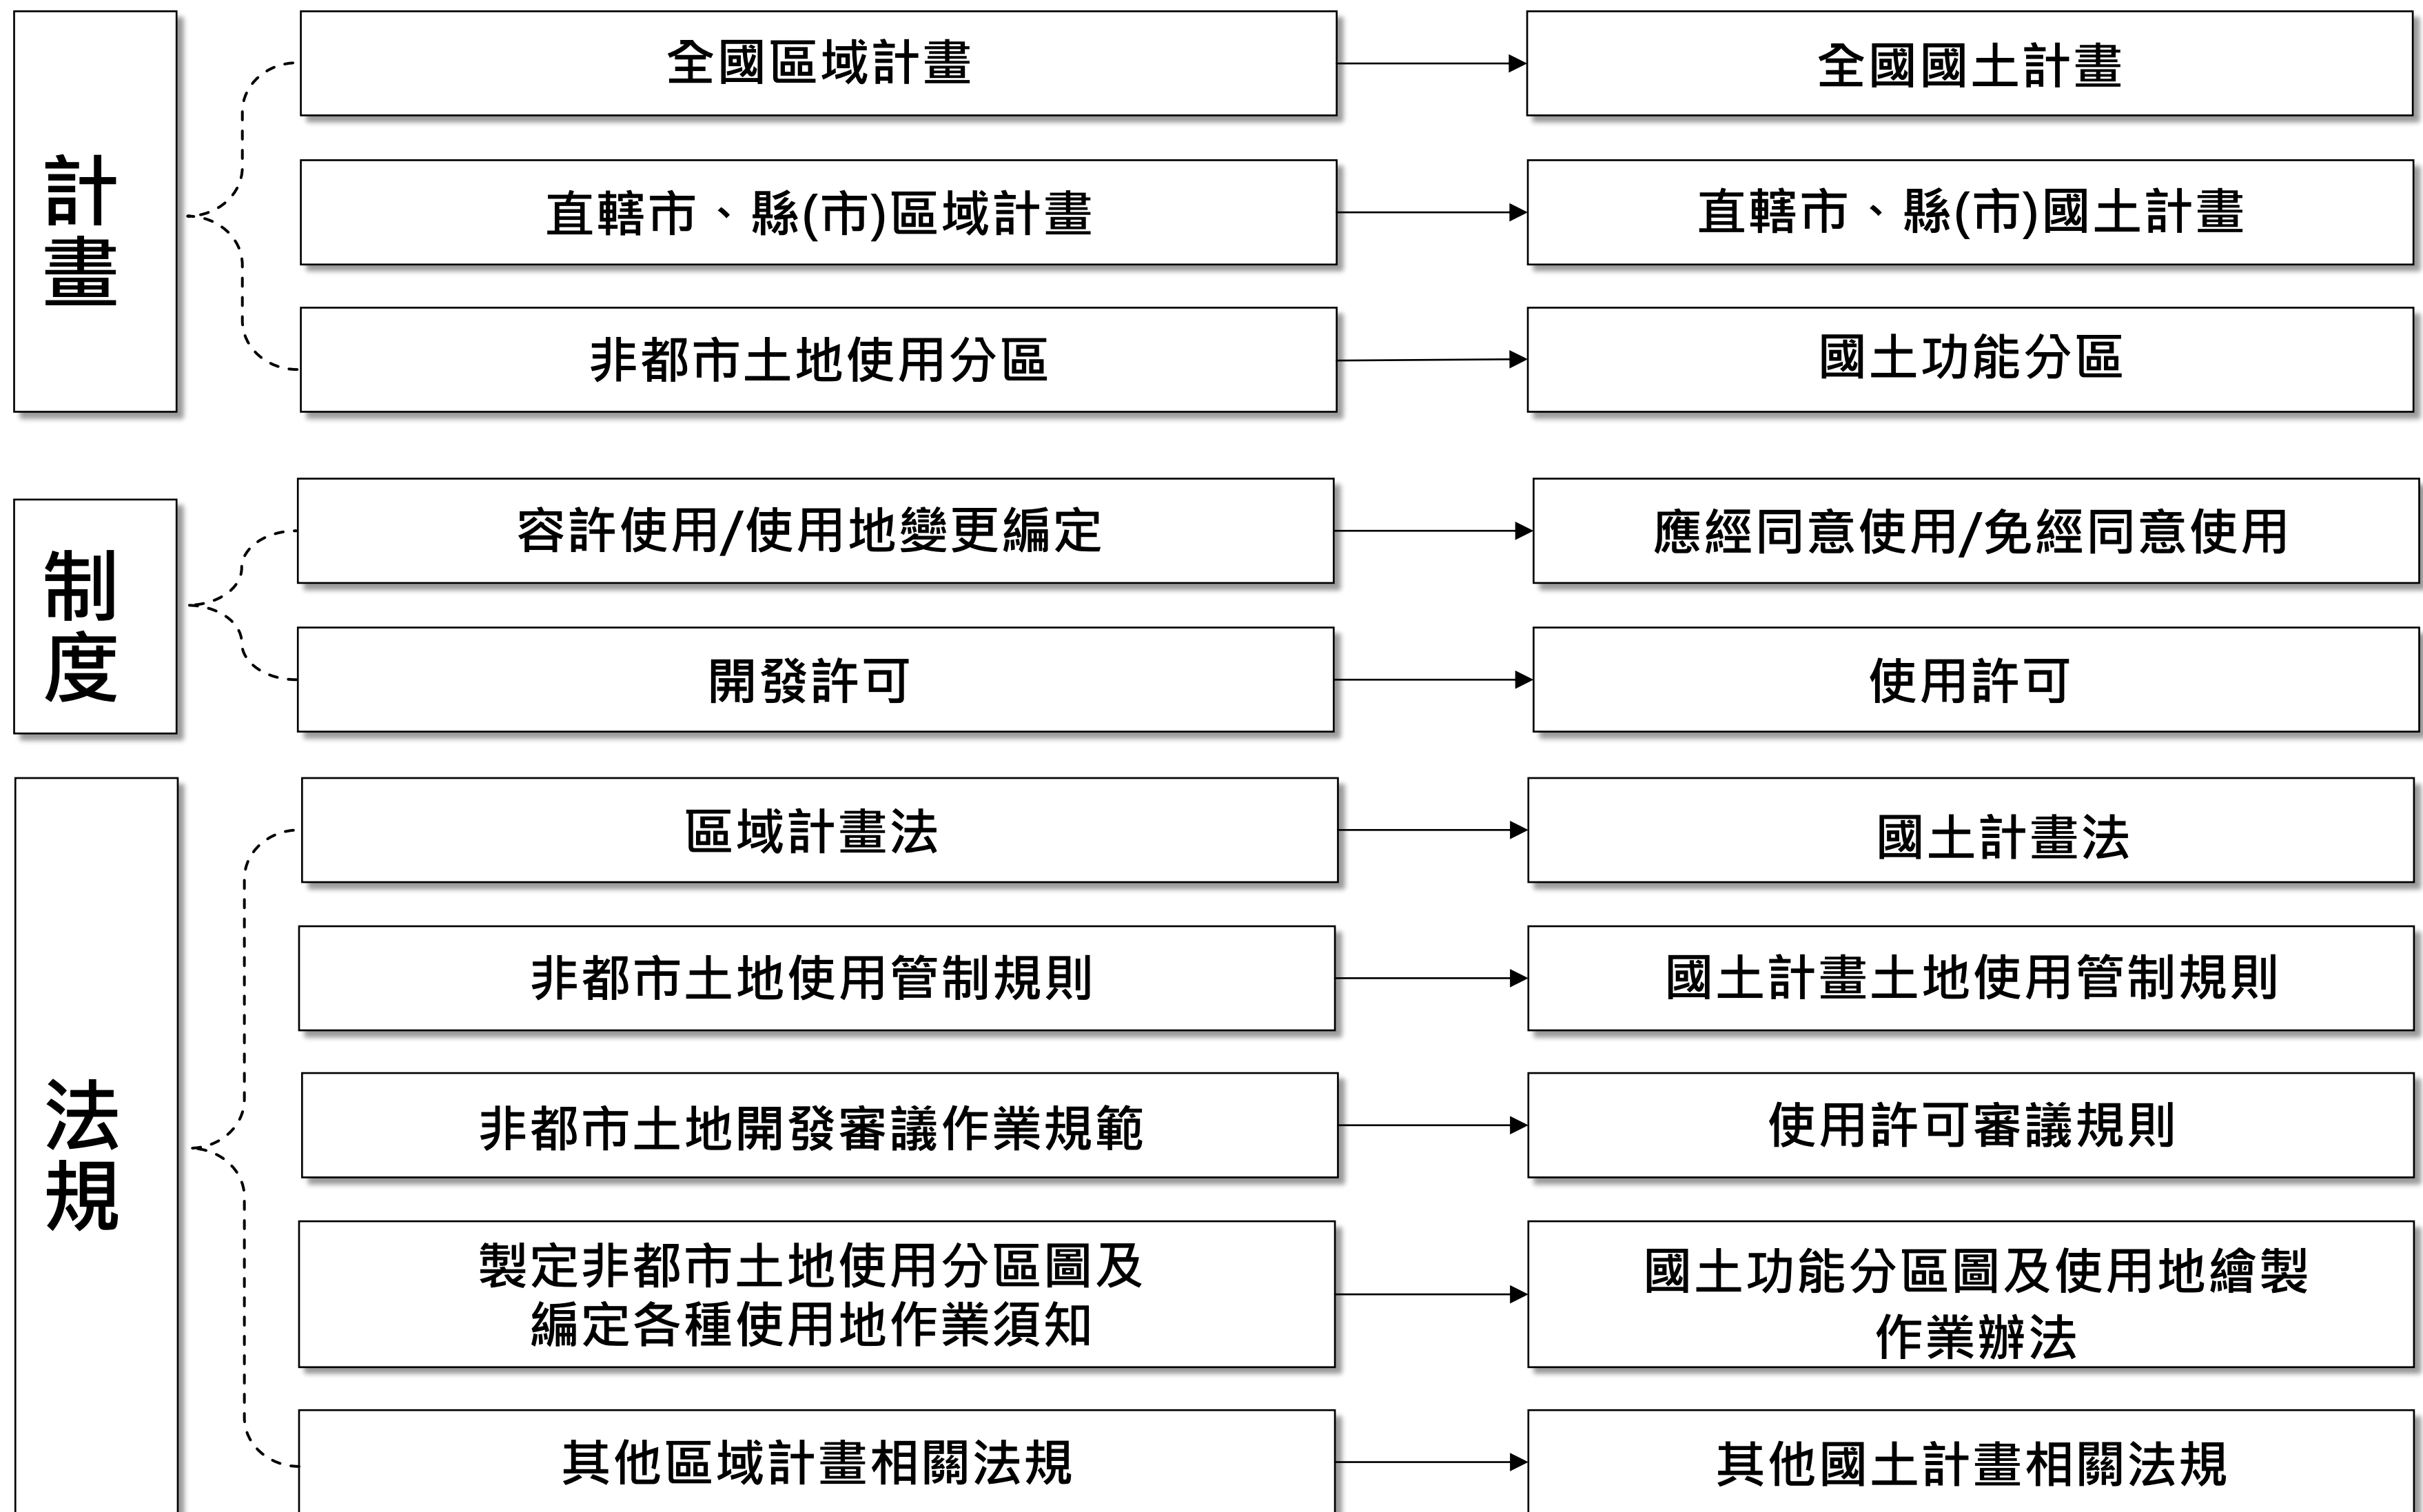 計畫
全國區域計畫
全國國土計畫
直轄市、縣(市)區域計畫
直轄市、縣(市)國土計畫
非都市土地使用分區
國土功能分區
制度
容許使用/使用地變更編定
應經同意使用/免經同意使用
開發許可
使用許可
法規
區域計畫法
國土計畫法
非都市土地使用管制規則
國土計畫土地使用管制規則
非都市土地開發審議作業規範
使用許可審議規則
製定非都市土地使用分區圖及
編定各種使用地作業須知
國土功能分區圖及使用地繪製
作業辦法
其他區域計畫相關法規
其他國土計畫相關法規